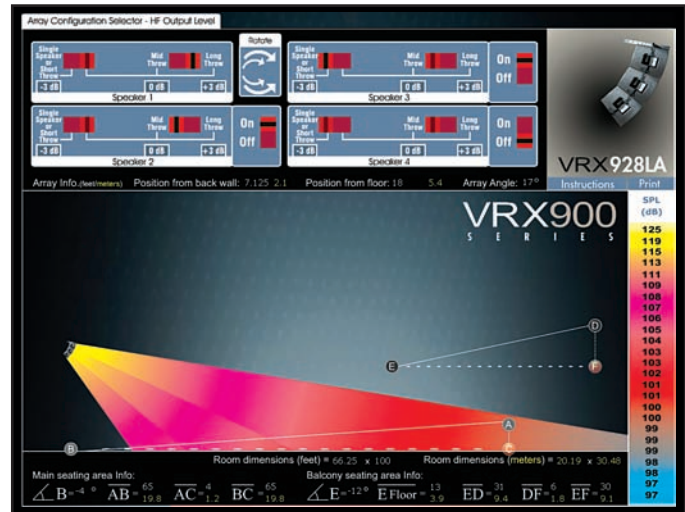 Array Configuration Selector - HF Output Level
Rotate
Single Speaker or Short Throw Mid Throw Long Throw
-3 dB 0 dB +3 dB
Speaker 1
Single Speaker or Short Throw Mid Throw Long Throw
-3 dB 0 dB +3 dB
Speaker 3
On
Off
Single Speaker or Short Throw Mid Throw Long Throw
-3 dB 0 dB +3 dB
Speaker 2
On
Off
Single Speaker or Short Throw Mid Throw Long Throw
-3 dB 0 dB +3 dB
Speaker 4
On
Off
VRX928LA
Array Info.(feet/meters) Position from back wall: 7.125 2.1 Position from floor: 18 5.4 Array Angle: 17°
Instructions Print
VRX900
SERIES
SPL
(dB)
125
119
115
113
111
109
108
107
106
105
104
103
103
102
101
101
100
100
99
99
99
98
98
97
97
D
E
F
A
B
C
Room dimensions (feet) = 66.25 x 100 Room dimensions (meters) = 20.19 x 30.48
Main seating area Info: Balcony seating area Info:
∠B=-4° AB= 65 19.8 AC= 4 1.2 BC= 65 19.8 ∠E=-12° E Floor= 13 3.9 ED= 31 9.4 DF= 6 1.8 EF= 30 9.1